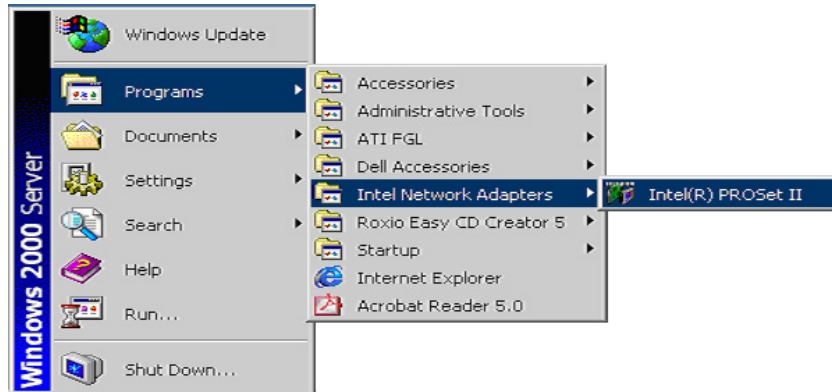 Windows 2000 Server
Windows Update
Programs
Documents
Settings
Search
Help
Run...
Shut Down...
Accessories
Administrative Tools
ATI FGL
Dell Accessories
Intel Network Adapters
Roxio Easy CD Creator 5
Startup
Internet Explorer
Acrobat Reader 5.0
Intel(R) PROSet II